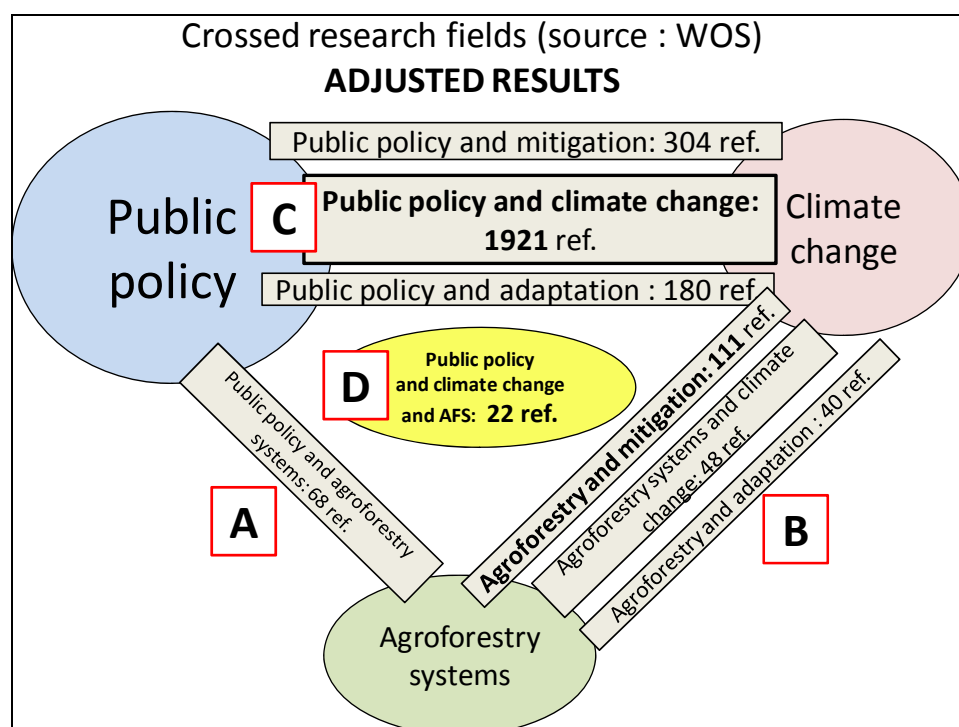 Crossed research fields (source : WOS)
ADJUSTED RESULTS
Public policy and mitigation: 304 ref.
Public
policy
C
Public policy and climate change:
1921 ref.
Climate
change
Public policy and adaptation : 180 ref.
D
Public policy
and climate change
and AFS: 22 ref.
A
Public policy and agroforestry
systems: 68 ref.
Agroforestry and mitigation: 111 ref.
Agroforestry systems and climate
change: 48 ref.
Agroforestry and adaptation : 40 ref.
B
Agroforestry
systems